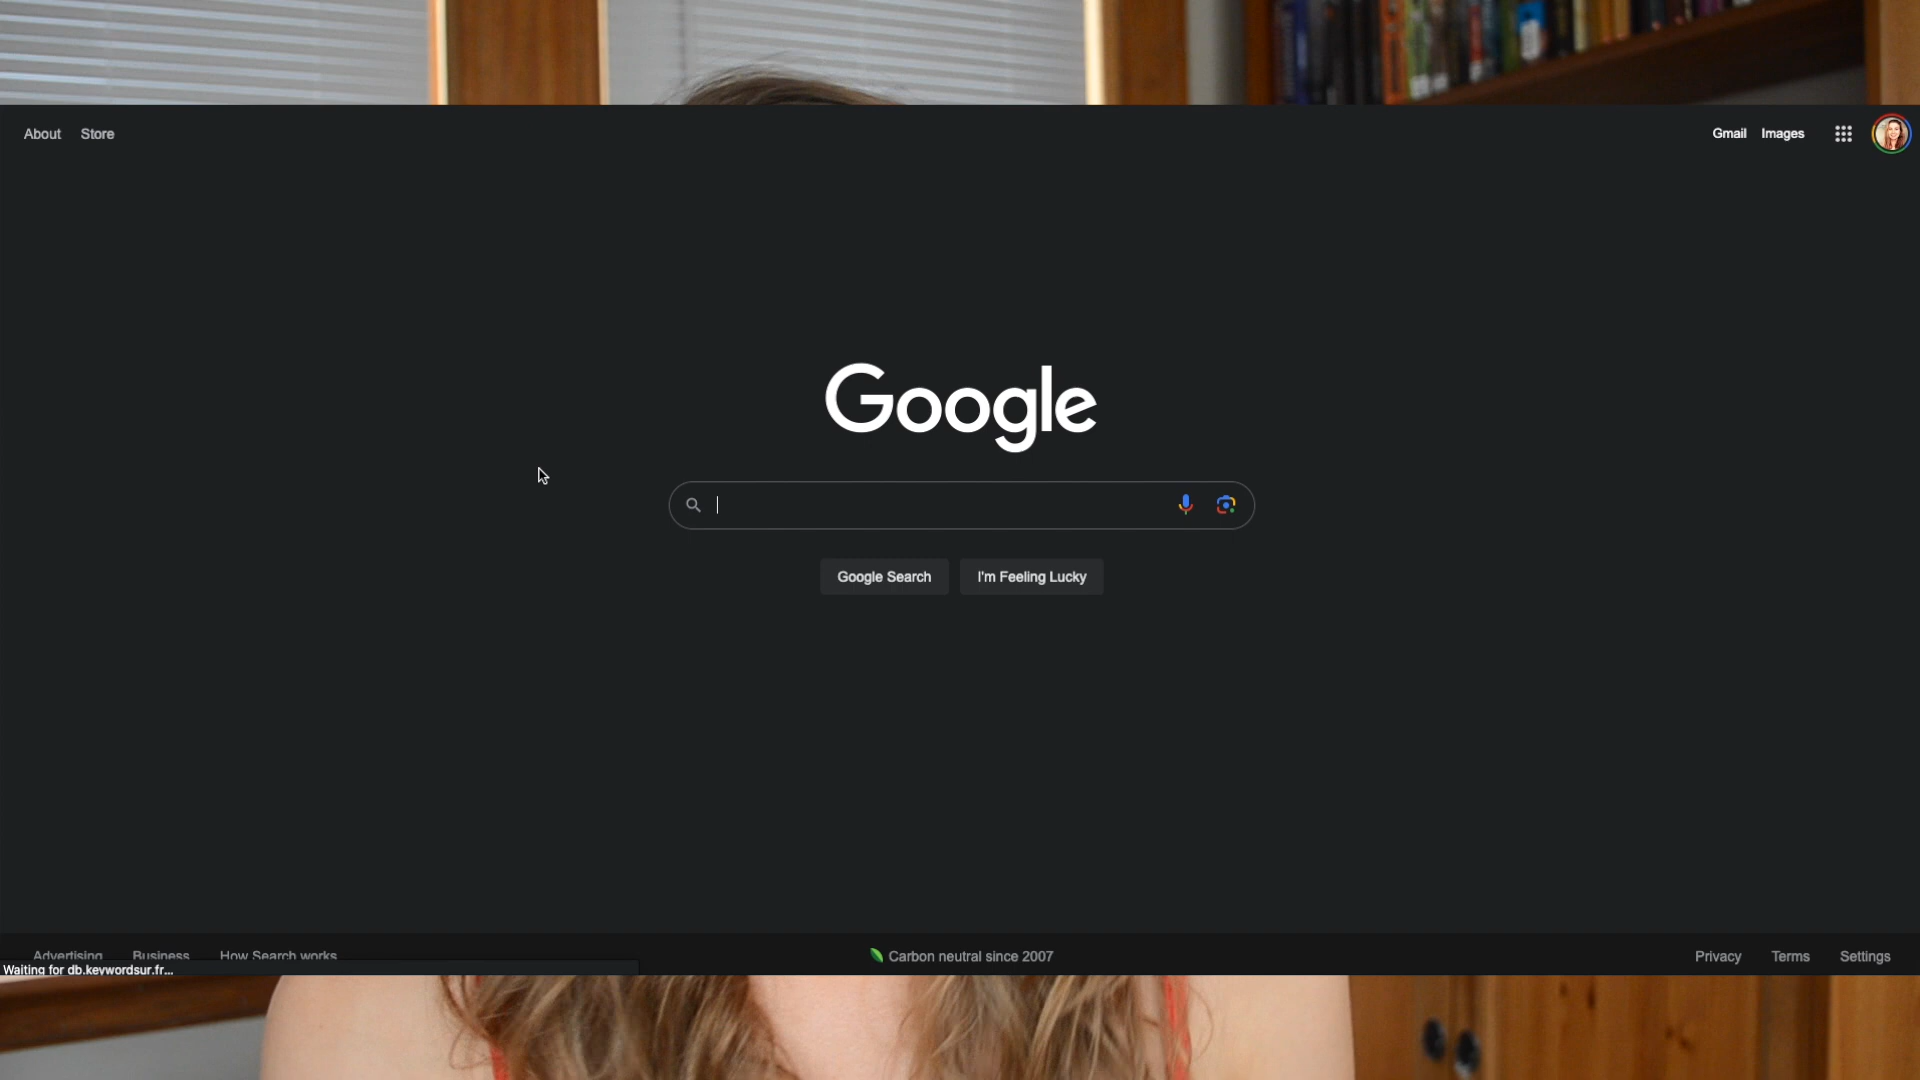 About Store
Gmail Images
Google
Google Search I'm Feeling Lucky
Advertising Business How Search works
Carbon neutral since 2007
Privacy Terms Settings
Waiting for db.keywordsur.fr...